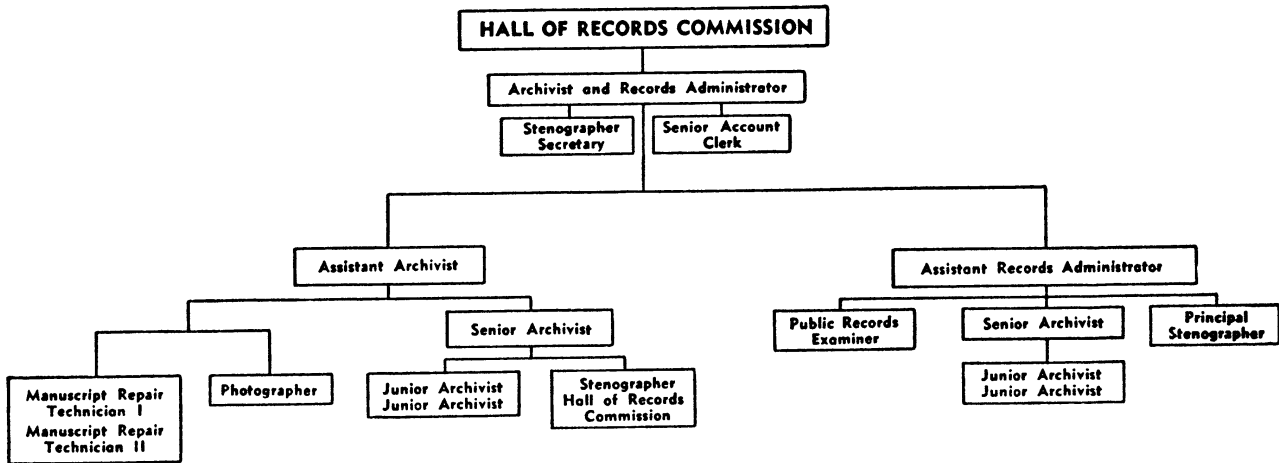 HALL OF RECORDS COMMISSION
Archivist and Records Administrator
Stenographer
Secretary
Senior Account
Clerk
Assistant Archivist
Assistant Records Administrator
Senior Archivist
Public Records
Examiner
Senior Archivist
Principal
Stenographer
Manuscript Repair
Technician I
Manuscript Repair
Technician II
Photographer
Junior Archivist
Junior Archivist
Stenographer
Hall of Records
Commission
Junior Archivist
Junior Archivist